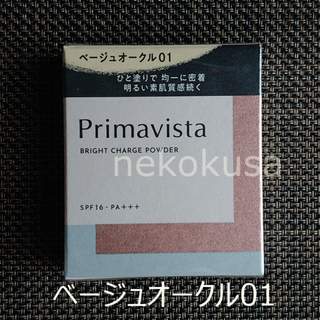 ベージュオークル01
ひと塗りで 均一に密着
明るい素肌質感続く
Primavista
BRIGHT CHARGE POWDER
nekokusa
SPF16・PA+++
ベージュオークル01